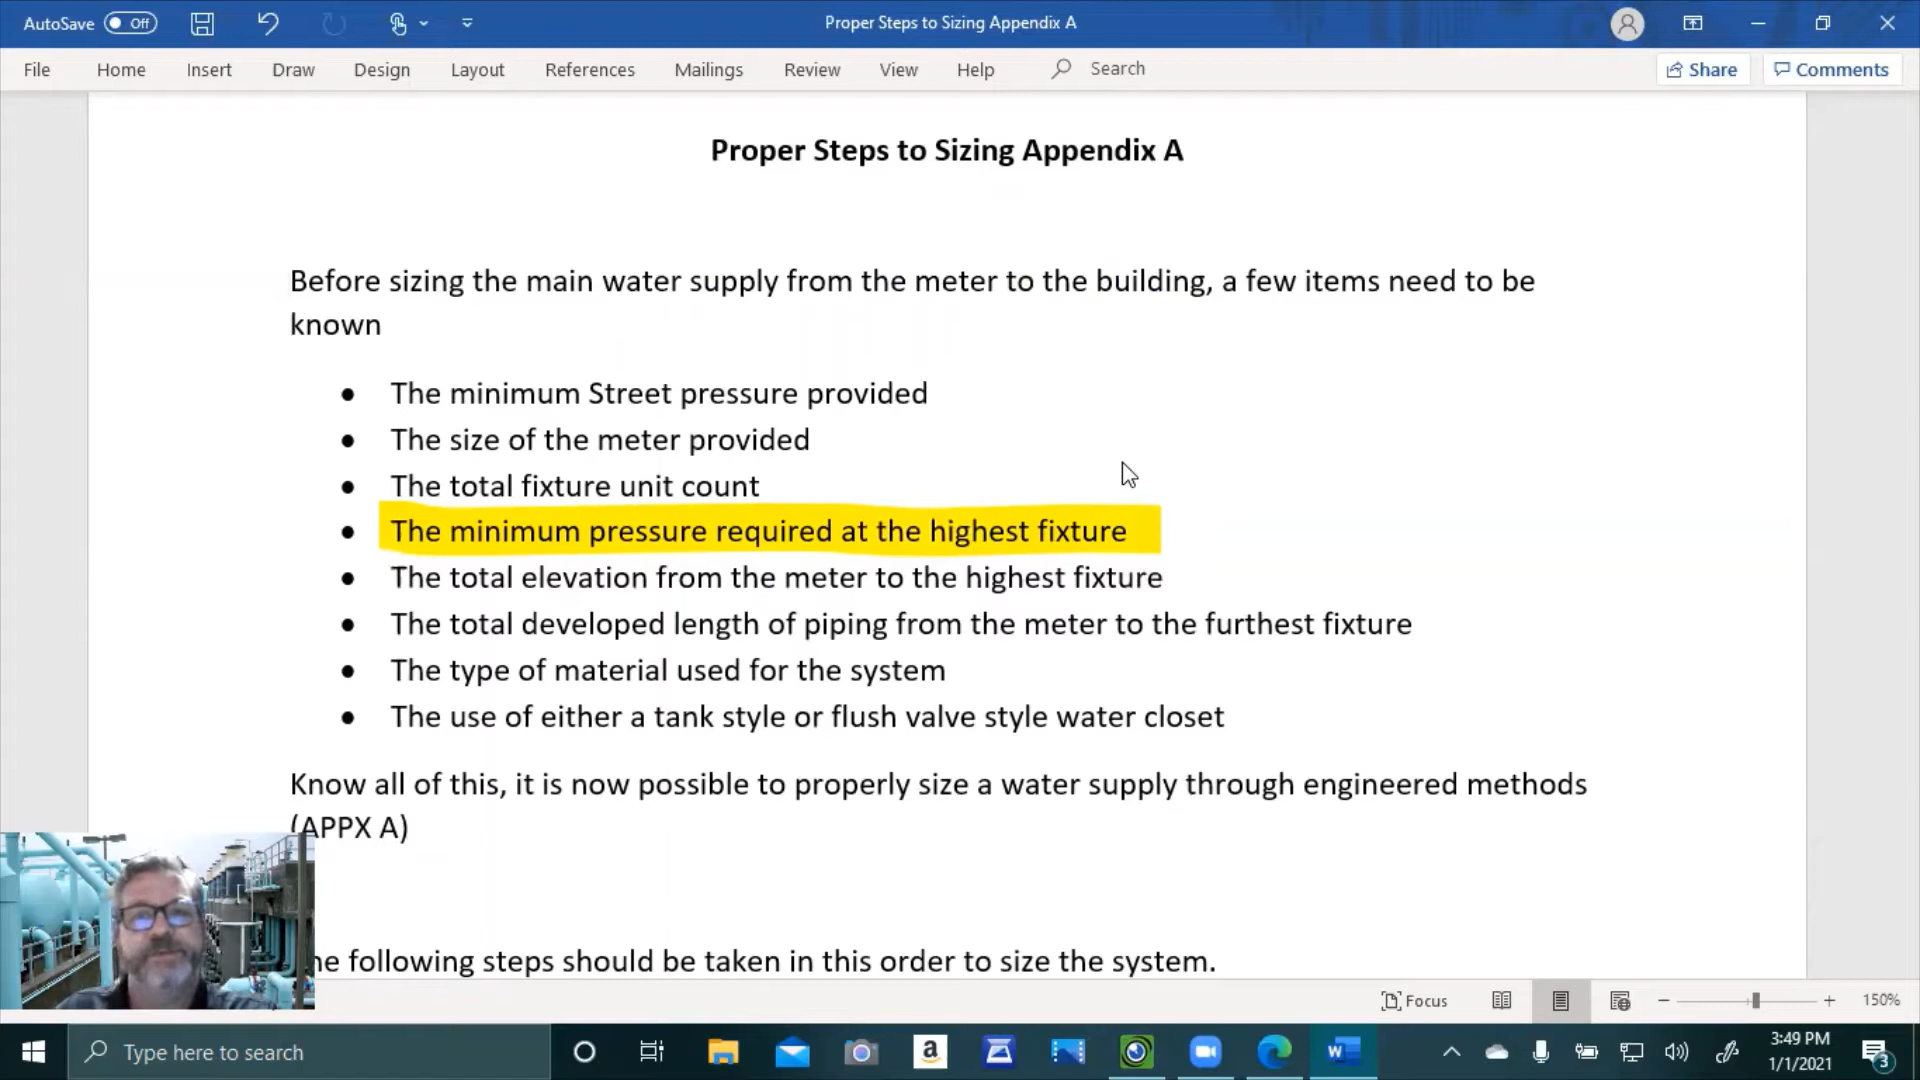 AutoSave Off
Proper Steps to Sizing Appendix A
File Home Insert Draw Design Layout References Mailings Review View Help Search Share Comments
Proper Steps to Sizing Appendix A
Before sizing the main water supply from the meter to the building, a few items need to be
known
• The minimum Street pressure provided
• The size of the meter provided
• The total fixture unit count
• The minimum pressure required at the highest fixture
• The total elevation from the meter to the highest fixture
• The total developed length of piping from the meter to the furthest fixture
• The type of material used for the system
• The use of either a tank style or flush valve style water closet
Know all of this, it is now possible to properly size a water supply through engineered methods
(APPX A)
he following steps should be taken in this order to size the system.
Focus 150%
Type here to search
a
W
3:49 PM
1/1/2021
3